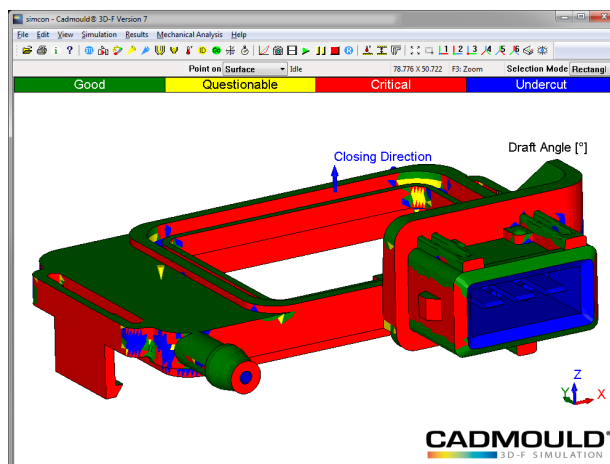 simcon - Cadmould® 3D-F Version 7
File Edit View Simulation Results Mechanical Analysis Help
Point on Surface Idle 78.776 X 50.722 F3: Zoom Selection Mode Rectangl
Good Questionable Critical Undercut
Draft Angle [°]
Closing Direction
Z
Y X
CADMOULD®
3D-F SIMULATION